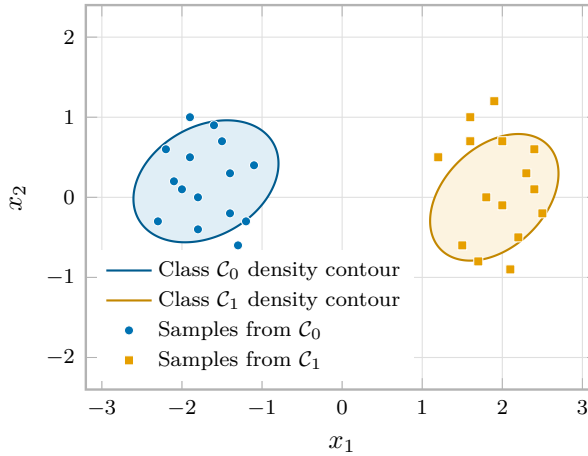 2
1
0
−1
−2
x₂
Class 𝒞₀ density contour
Class 𝒞₁ density contour
Samples from 𝒞₀
Samples from 𝒞₁
−3 −2 −1 0 1 2 3
x₁